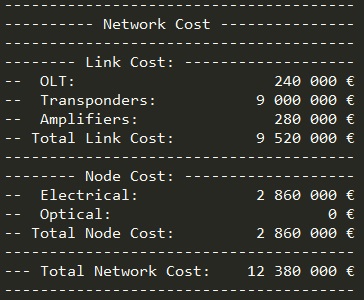 ----------------------------------------
---------- Network Cost ---------------
----------------------------------------
-------- Link Cost: --------------------
--  OLT:                      240 000 €
--  Transponders:           9 000 000 €
--  Amplifiers:               280 000 €
-- Total Link Cost:         9 520 000 €
----------------------------------------
-------- Node Cost: --------------------
--  Electrical:             2 860 000 €
--  Optical:                        0 €
-- Total Node Cost:         2 860 000 €
----------------------------------------
--- Total Network Cost:    12 380 000 €
----------------------------------------